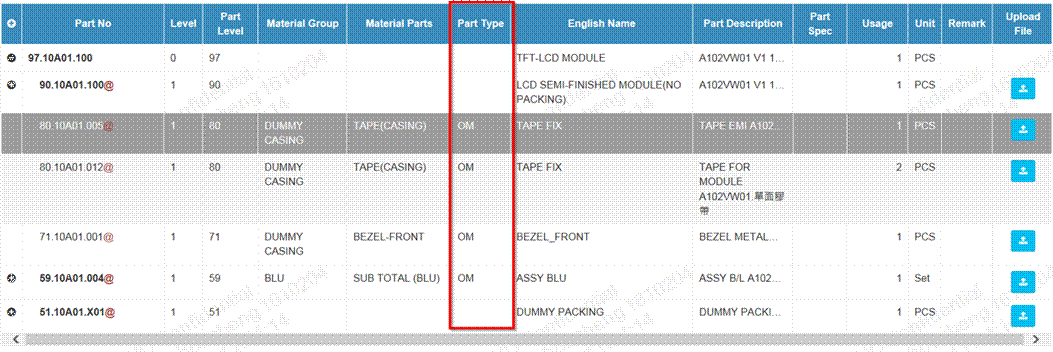 Part No Level Part Level Material Group Material Parts Part Type English Name Part Description Part Spec Usage Unit Remark Upload File
97.10A01.100 0 97 TFT-LCD MODULE A102VW01 V1 1... 1 PCS
90.10A01.100@ 1 90 LCD SEMI-FINISHED MODULE(NO PACKING) A102VW01 V1 1... 1 PCS
80.10A01.005@ 1 80 DUMMY CASING TAPE(CASING) OM TAPE FIX TAPE EMI A102... 1 PCS
80.10A01.012@ 1 80 DUMMY CASING TAPE(CASING) OM TAPE FIX TAPE FOR MODULE A102VW01.單面膠帶 2 PCS
71.10A01.001@ 1 71 DUMMY CASING BEZEL-FRONT OM BEZEL_FRONT BEZEL METAL... 1 PCS
59.10A01.004@ 1 59 BLU SUB TOTAL (BLU) OM ASSY BLU ASSY B/L A102... 1 Set
51.10A01.X01@ 1 51 DUMMY PACKING DUMMY PACKI... 1 PCS